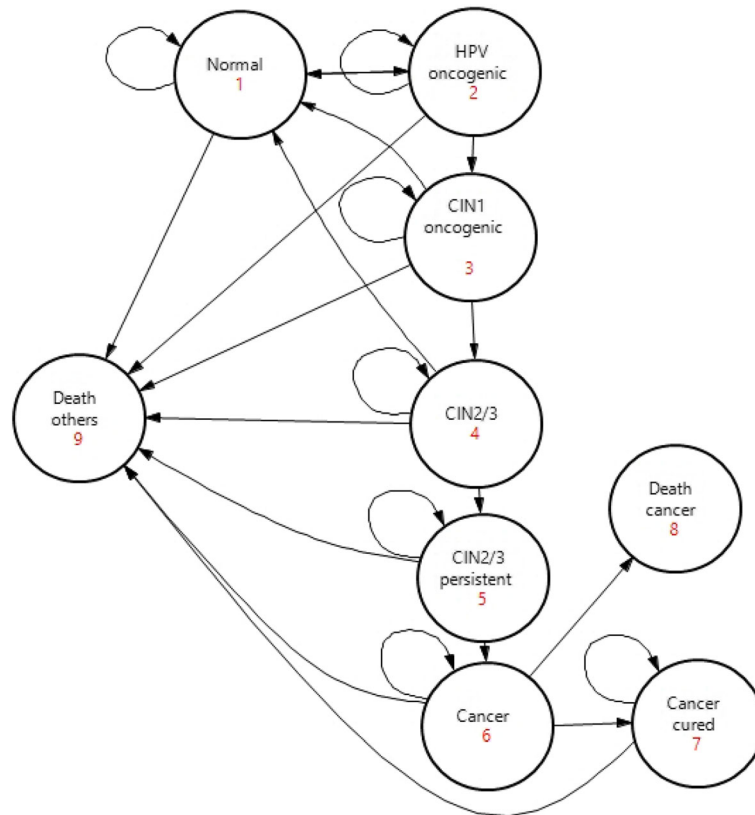 Normal
1
HPV
oncogenic
2
CIN1
oncogenic
3
Death
others
9
CIN2/3
4
Death
cancer
8
CIN2/3
persistent
5
Cancer
6
Cancer
cured
7